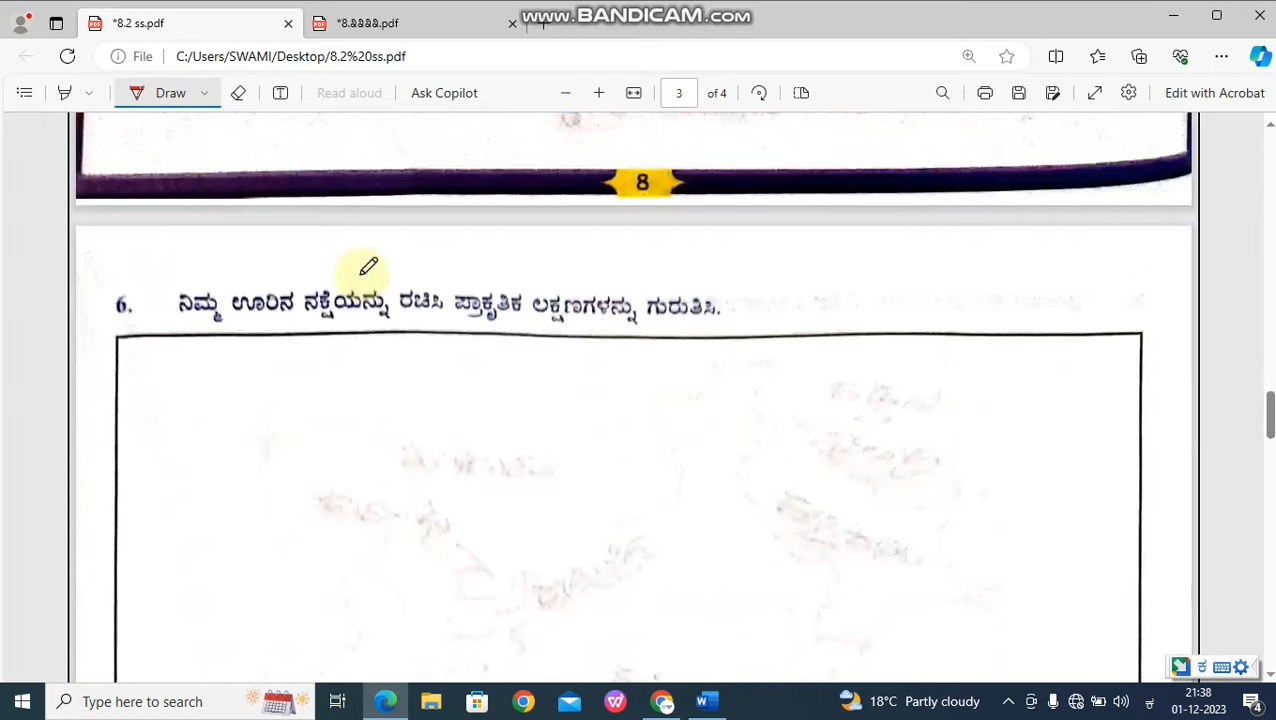 www.BANDICAM.com
*8.2 ss.pdf
*8.&&&&.pdf
File
C:/Users/SWAMI/Desktop/8.2%20ss.pdf
Draw
Read aloud
Ask Copilot
3
of 4
Edit with Acrobat
8
6. ನಿಮ್ಮ ಊರಿನ ನಕ್ಷೆಯನ್ನು ರಚಿಸಿ ಪ್ರಾಕೃತಿಕ ಲಕ್ಷಣಗಳನ್ನು ಗುರುತಿಸಿ.
Type here to search
18°C Partly cloudy
21:38
01-12-2023
4